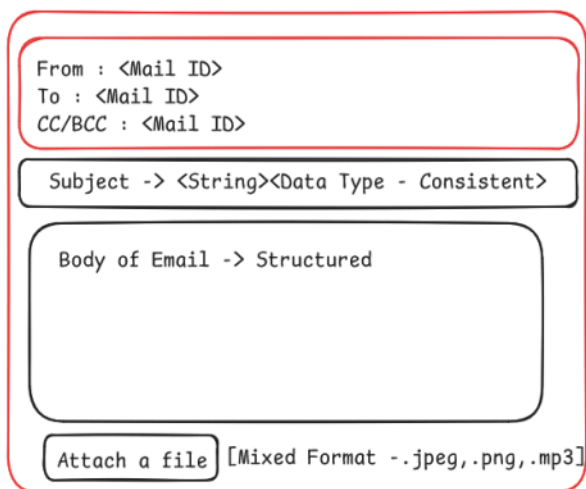 From : <Mail ID>
To : <Mail ID>
CC/BCC : <Mail ID>
Subject -> <String><Data Type - Consistent>
Body of Email -> Structured
Attach a file [Mixed Format -.jpeg,.png,.mp3]